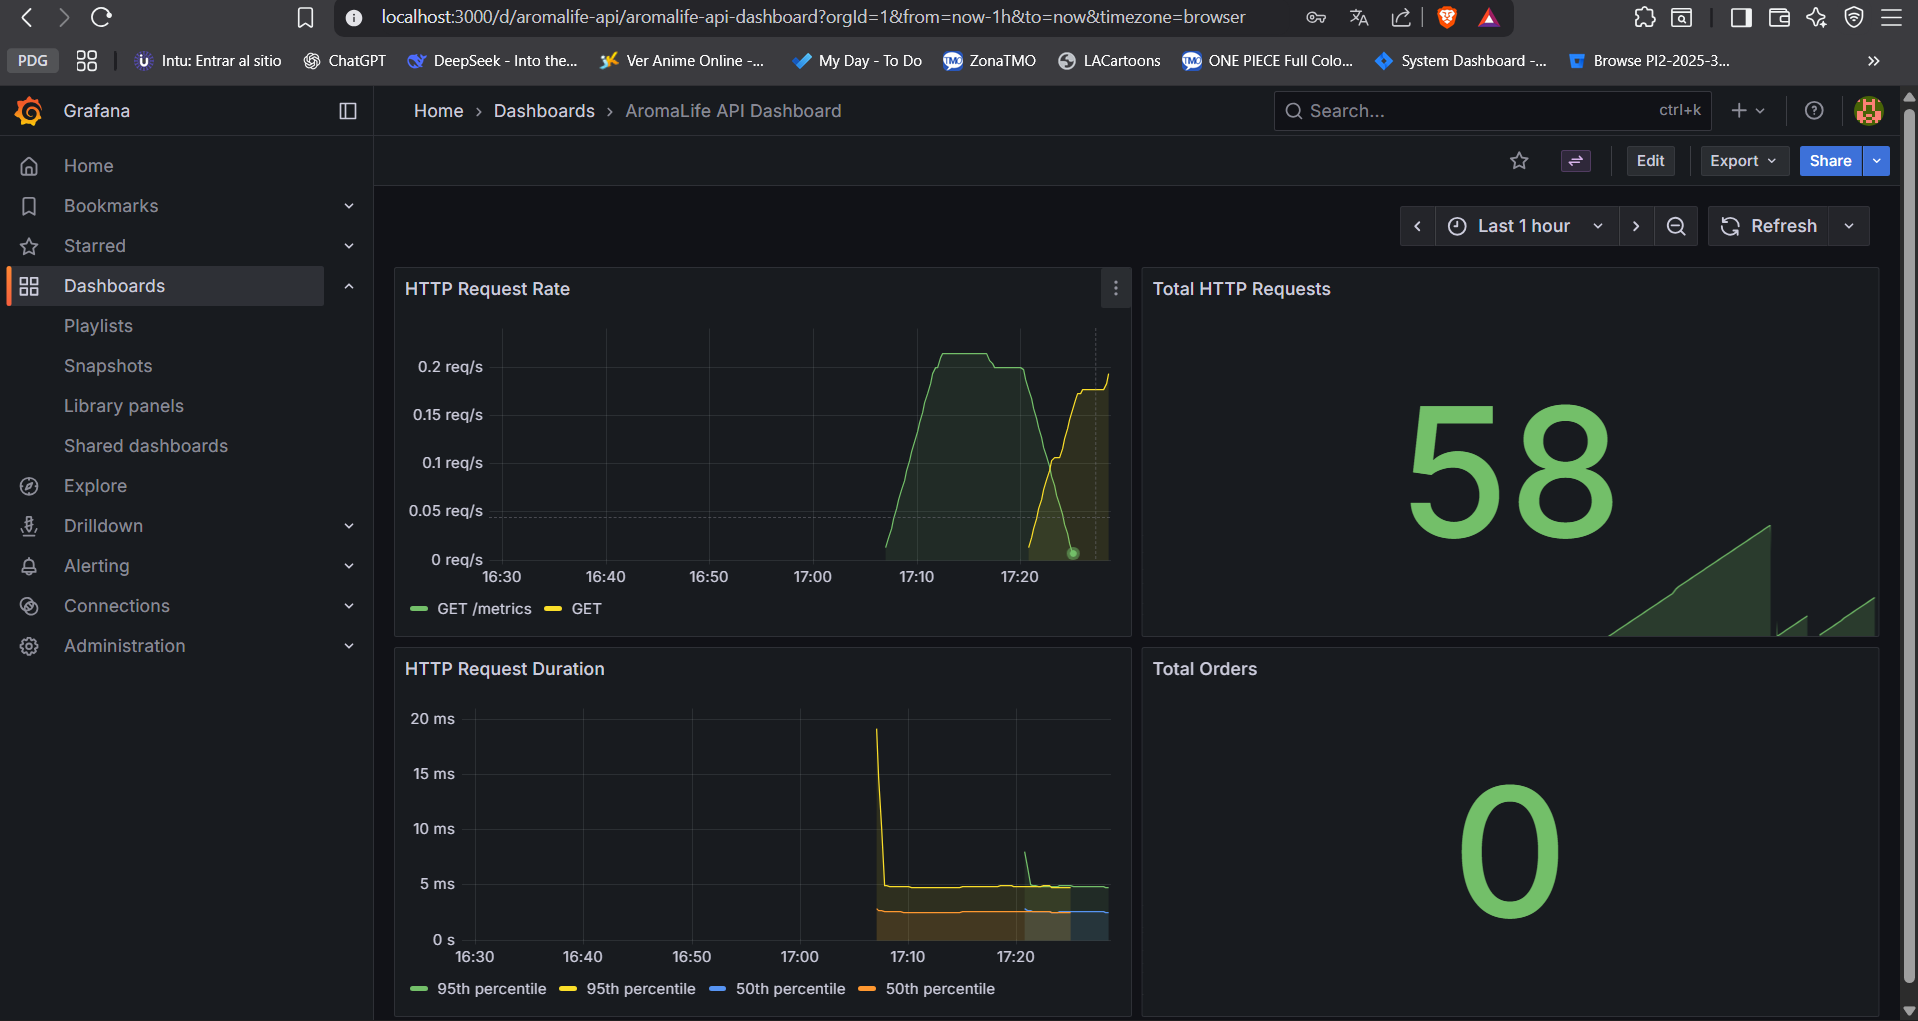 localhost:3000/d/aromalife-api/aromalife-api-dashboard?orgId=1&from=now-1h&to=now&timezone=browser
PDG
Intu: Entrar al sitio
ChatGPT
DeepSeek - Into the...
Ver Anime Online -...
My Day - To Do
ZonaTMO
LACartoons
ONE PIECE Full Colo...
System Dashboard -...
Browse PI2-2025-3...
Grafana
Home › Dashboards › AromaLife API Dashboard
Search... ctrl+k
Home
Bookmarks
Starred
Dashboards
Playlists
Snapshots
Library panels
Shared dashboards
Explore
Drilldown
Alerting
Connections
Administration
Edit
Export
Share
Last 1 hour
Refresh
HTTP Request Rate
0.2 req/s
0.15 req/s
0.1 req/s
0.05 req/s
0 req/s
16:30 16:40 16:50 17:00 17:10 17:20
GET /metrics GET
Total HTTP Requests
58
HTTP Request Duration
20 ms
15 ms
10 ms
5 ms
0 s
16:30 16:40 16:50 17:00 17:10 17:20
95th percentile 95th percentile 50th percentile 50th percentile
Total Orders
0